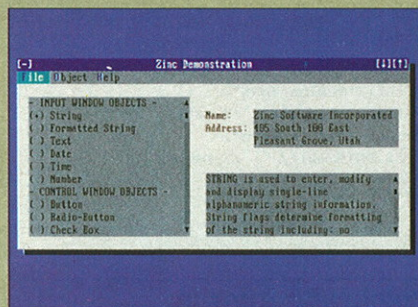 [-] Zinc Demonstration [↓][↑]
File Object Help
- INPUT WINDOW OBJECTS -
(•) String
( ) Formatted String
( ) Text
( ) Date
( ) Time
( ) Number
- CONTROL WINDOW OBJECTS -
( ) Button
( ) Radio-Button
( ) Check Box
Name: Zinc Software Incorporated
Address: 405 South 100 East
Pleasant Grove, Utah
STRING is used to enter, modify,
and display single-line
alphanumeric string information.
String flags determine formatting
of the string including: no